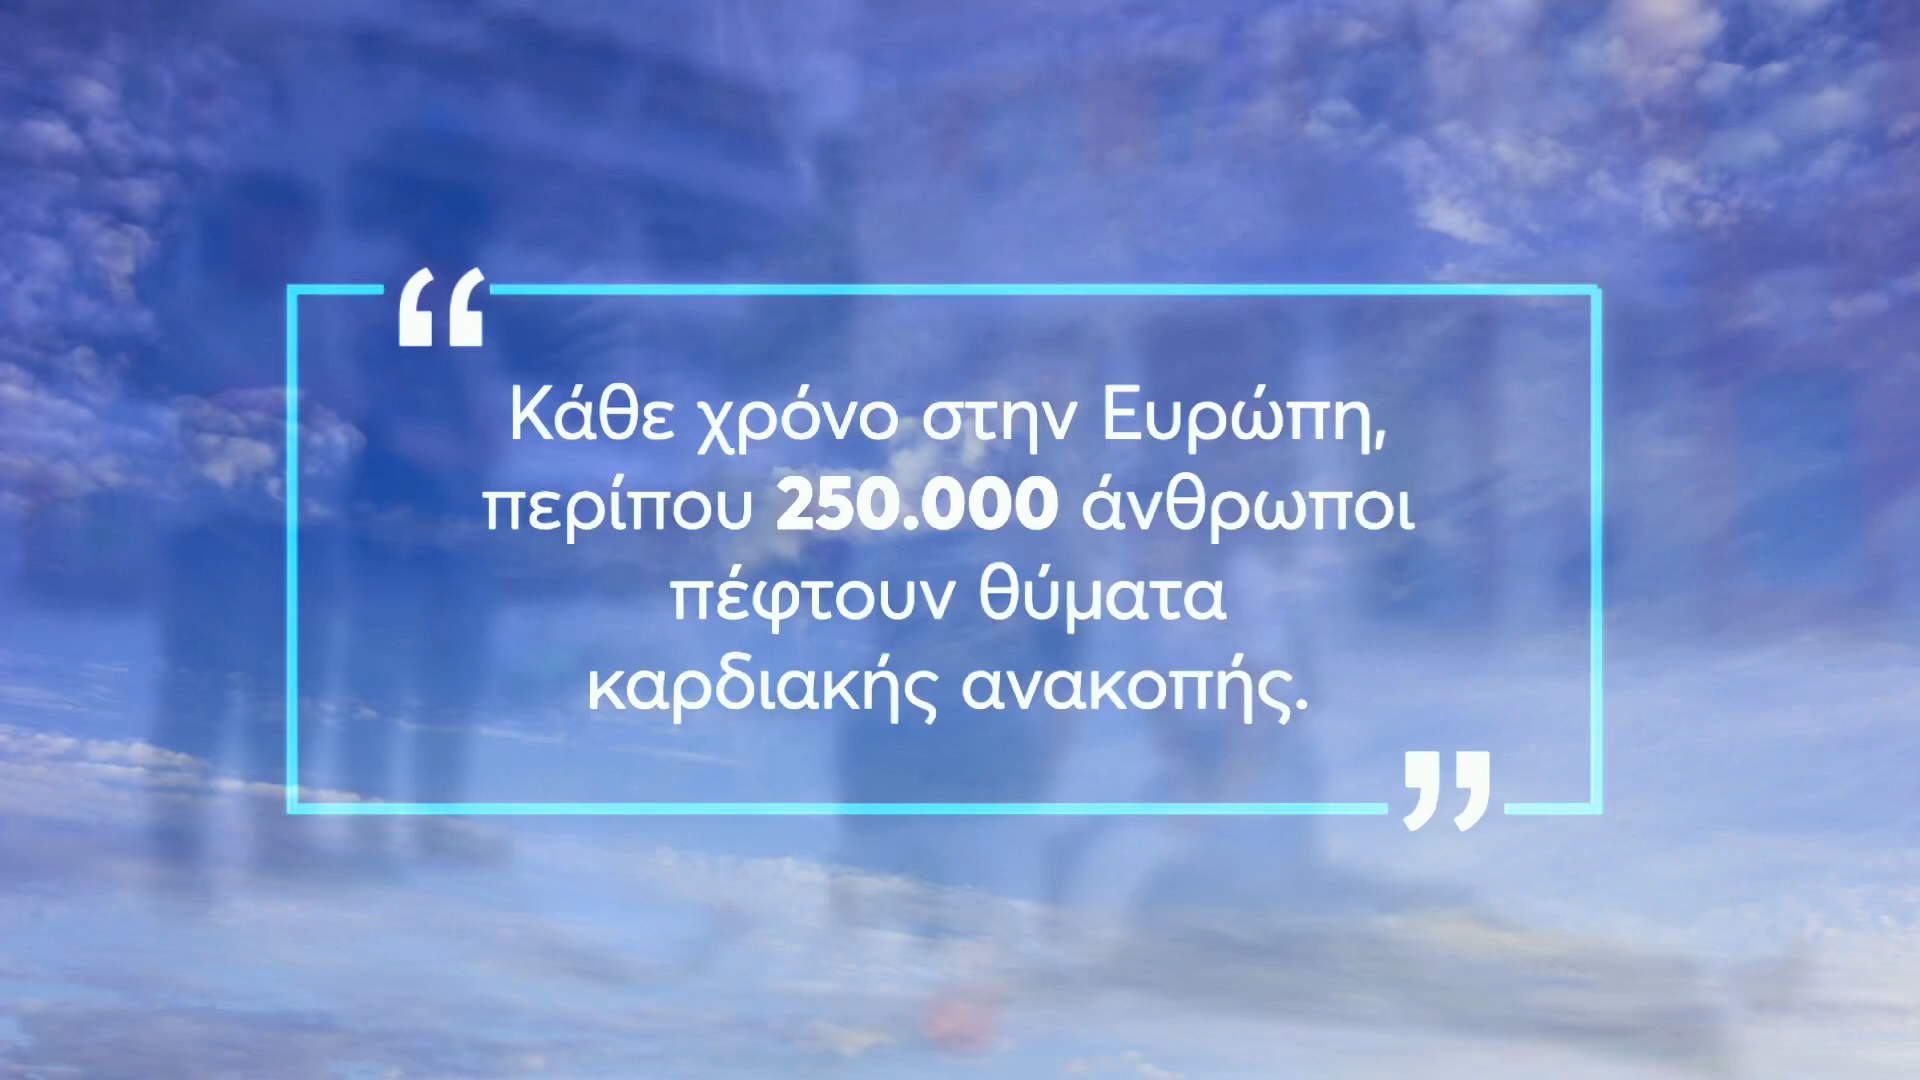 “
Κάθε χρόνο στην Ευρώπη,
περίπου 250.000 άνθρωποι
πέφτουν θύματα
καρδιακής ανακοπής.
”